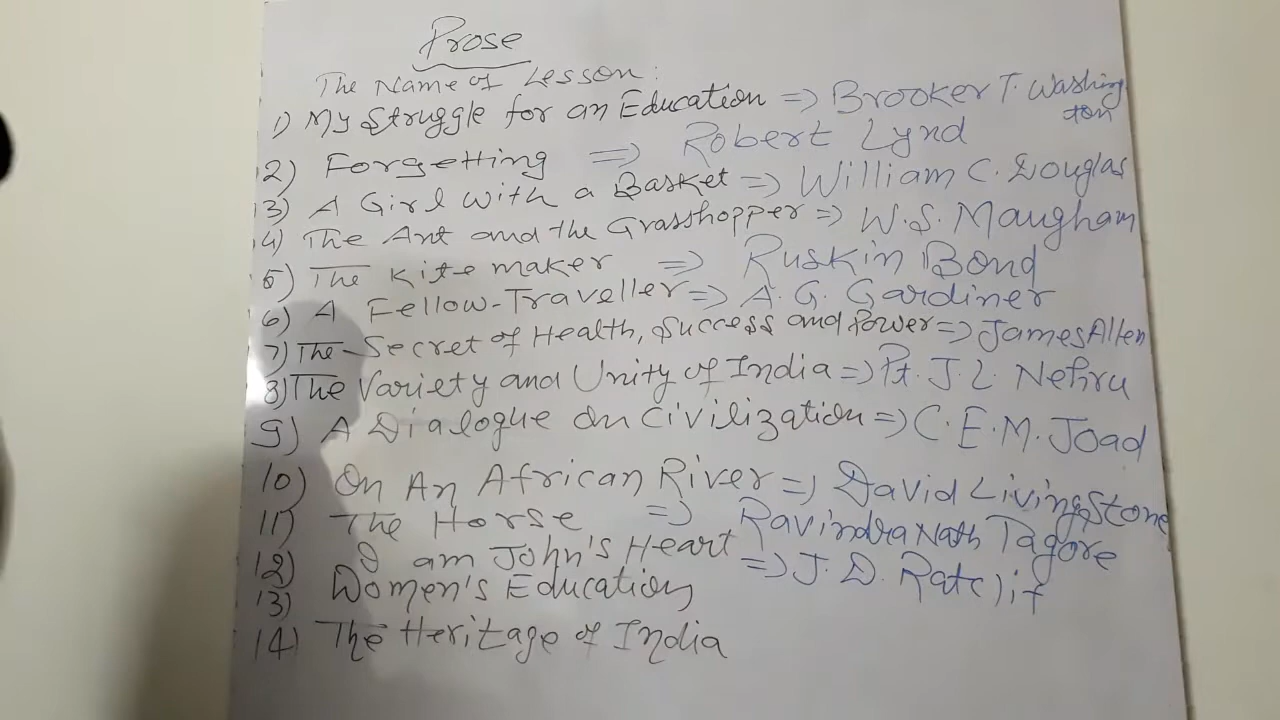 Prose
The Name of Lesson:
1) My Struggle for an Education => Brooker T. Washington
2) Forgetting => Robert Lynd
3) A Girl with a Basket => William C. Douglas
4) The Ant and the Grasshopper => W.S. Maugham
5) The Kite maker => Ruskin Bond
6) A Fellow-Traveller => A. G. Gardiner
7) The Secret of Health, Success and Power => James Allen
8) The Variety and Unity of India => Pt. J. L. Nehru
9) A Dialogue on Civilization => C. E. M. Joad
10) On An African River => David Livingstone
11) The Horse => Ravindra Nath Tagore
12) I am John's Heart => J. D. Ratclif
13) Women's Education
14) The Heritage of India